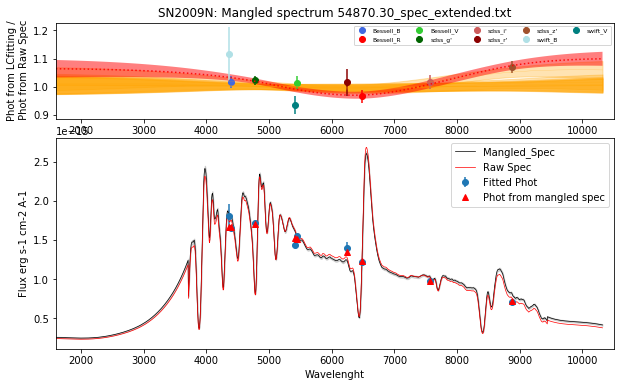 SN2009N: Mangled spectrum 54870.30_spec_extended.txt
Phot from LCfitting /
Phot from Raw Spec
1.2
1.1
1.0
0.9
Bessell_B
Bessell_R
Bessell_V
sdss_g'
sdss_i'
sdss_r'
sdss_z'
swift_B
swift_V
2000 3000 4000 5000 6000 7000 8000 9000 10000
Flux erg s-1 cm-2 A-1
2.5
2.0
1.5
1.0
0.5
Mangled_Spec
Raw Spec
Fitted Phot
Phot from mangled spec
2000 3000 4000 5000 6000 7000 8000 9000 10000
Wavelenght